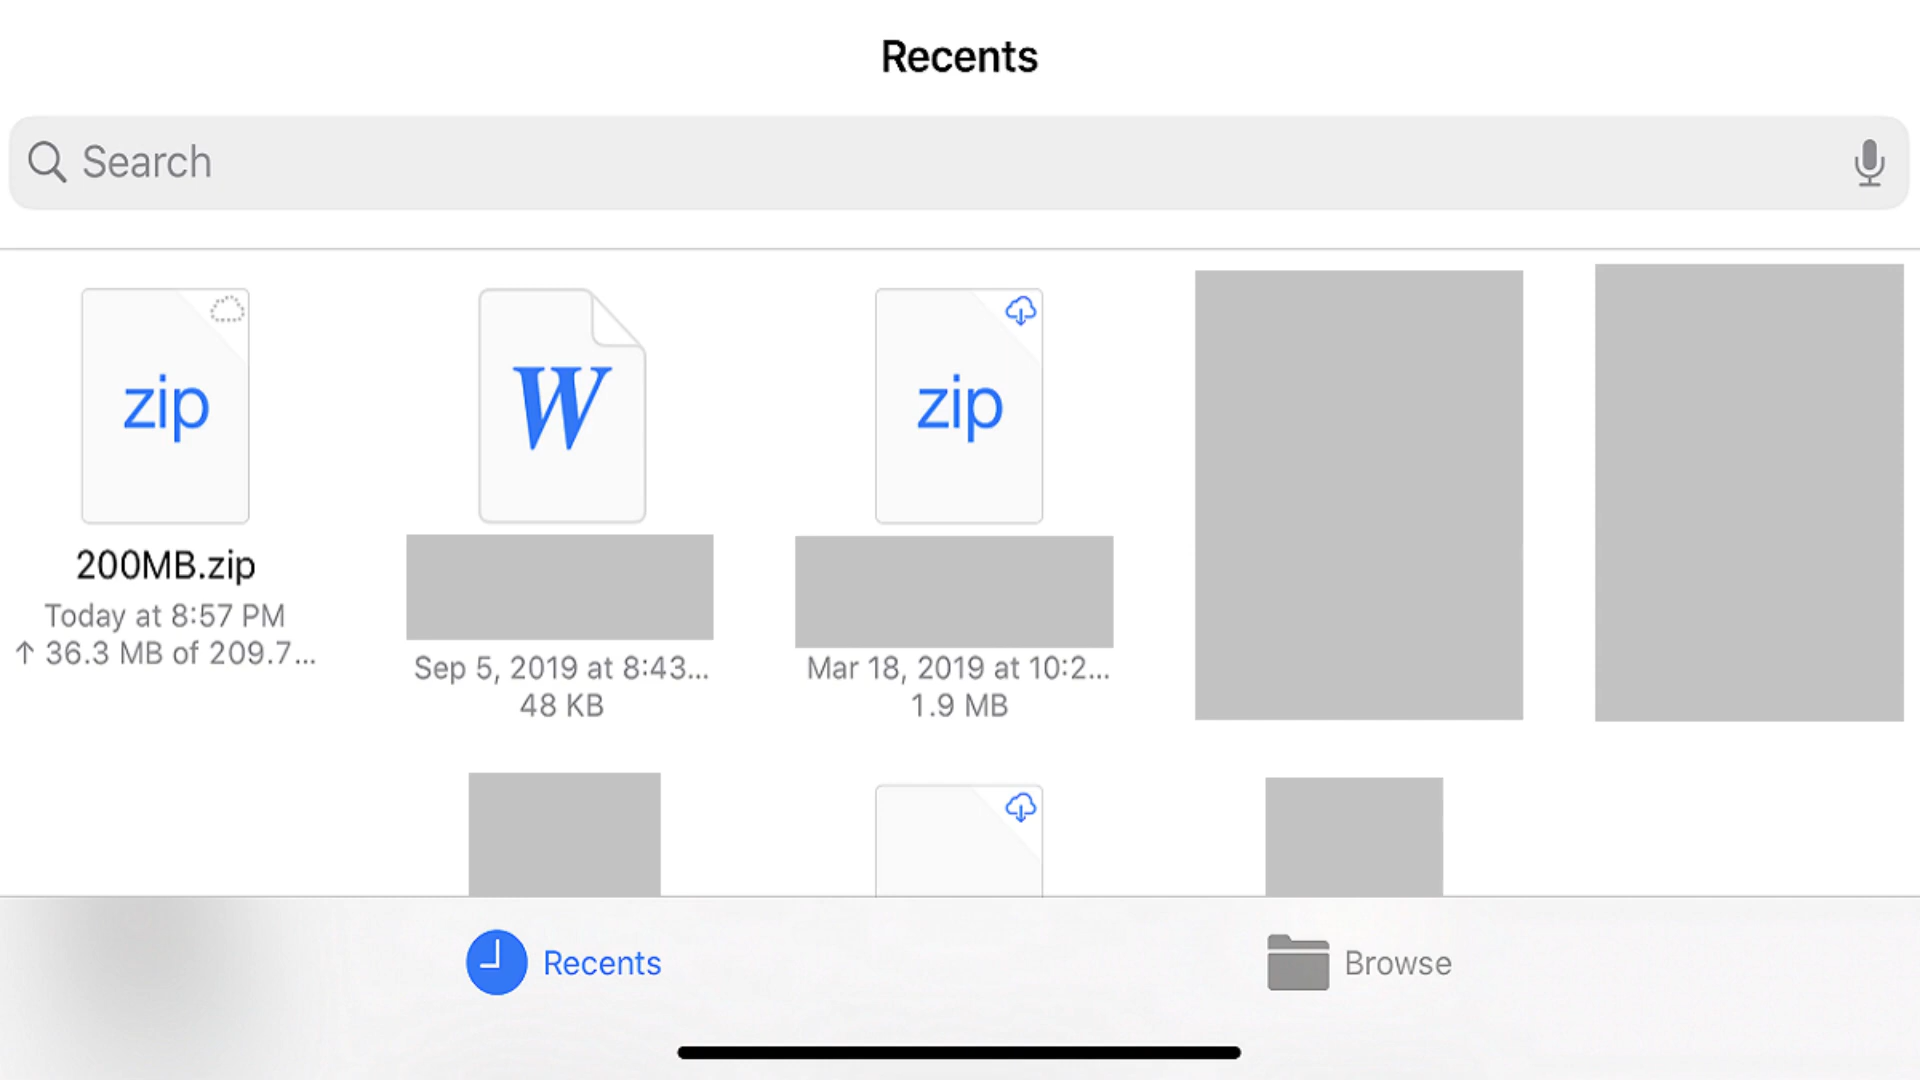 Recents
Search
zip
W
zip
200MB.zip
Today at 8:57 PM
↑ 36.3 MB of 209.7...
Sep 5, 2019 at 8:43...
48 KB
Mar 18, 2019 at 10:2...
1.9 MB
Recents
Browse